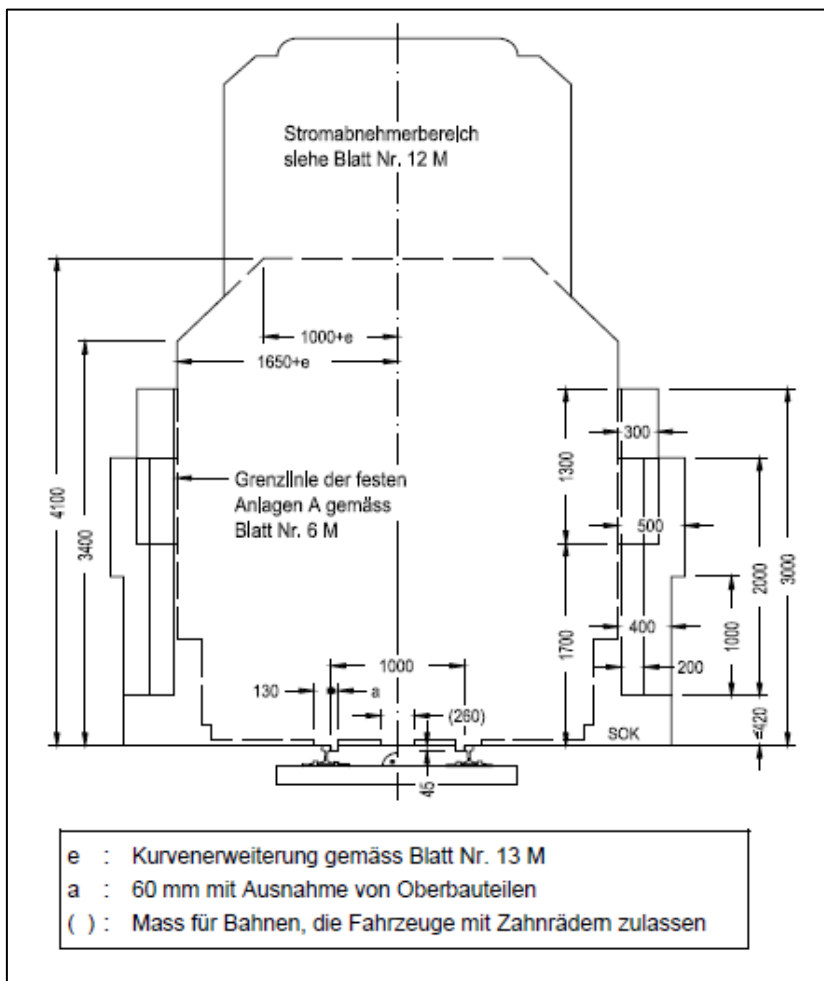 Stromabnehmerbereich
siehe Blatt Nr. 12 M
1000+e
1650+e
Grenzlinie der festen
Anlagen A gemäss
Blatt Nr. 6 M
4100
3400
300
1300
500
2000
3000
400
1000
1700
200
1000
130
a
(260)
SOK
≤420
45
e : Kurvenerweiterung gemäss Blatt Nr. 13 M
a : 60 mm mit Ausnahme von Oberbauteilen
( ) : Mass für Bahnen, die Fahrzeuge mit Zahnrädern zulassen